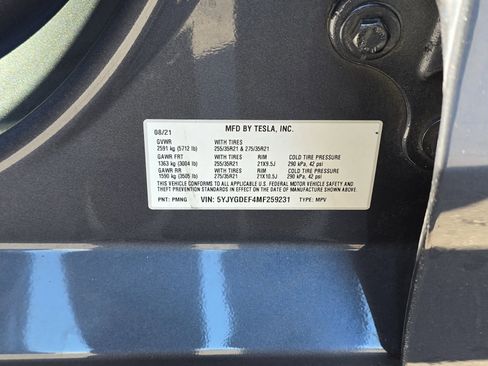 MFD BY TESLA, INC.
08/21
GVWR WITH TIRES
2591 kg (5712 lb) 255/35R21 & 275/35R21
GAWR FRT WITH TIRES RIM COLD TIRE PRESSURE
1363 kg (3004 lb) 255/35R21 21X9.5J 290 kPa, 42 psi
GAWR RR WITH TIRES RIM COLD TIRE PRESSURE
1590 kg (3505 lb) 275/35R21 21X10.5J 290 kPa, 42 psi
THIS VEHICLE CONFORMS TO ALL APPLICABLE U.S. FEDERAL MOTOR VEHICLE SAFETY AND
THEFT PREVENTION STANDARDS IN EFFECT ON THE DATE OF MANUFACTURE SHOWN ABOVE.
PNT: PMNG VIN: 5YJYGDEF4MF259231 TYPE: MPV